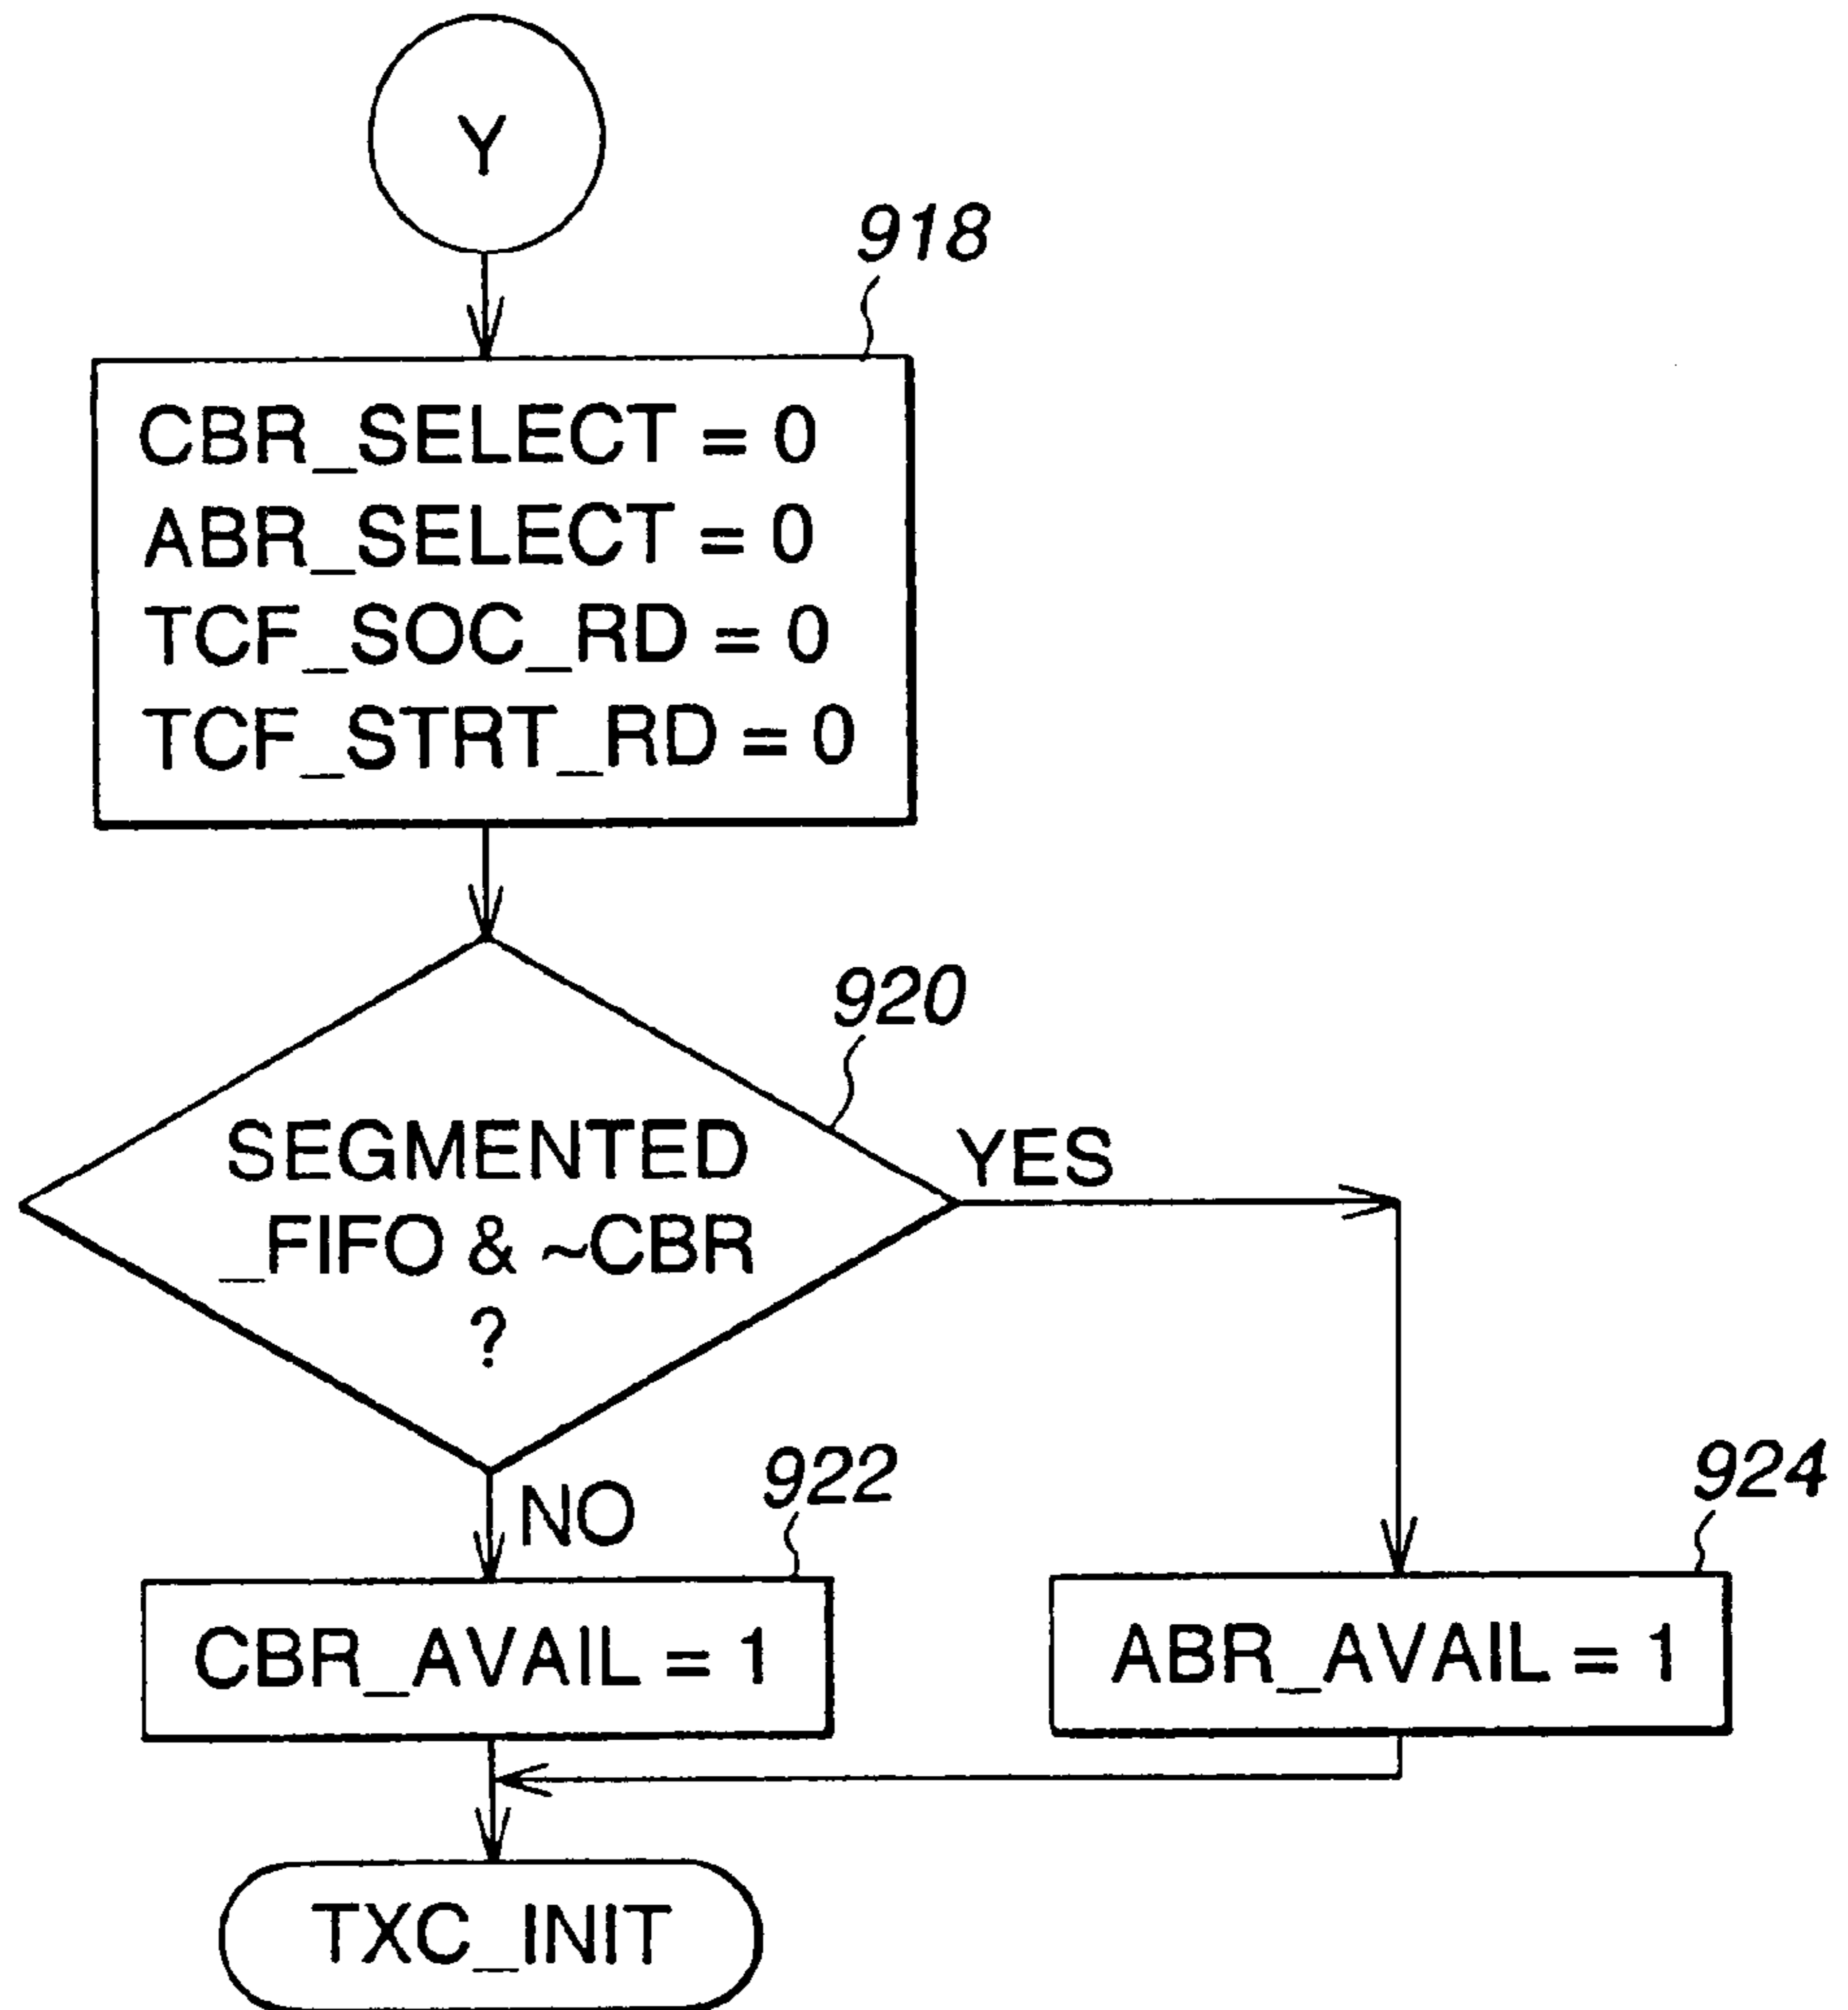 Y
918
CBR_SELECT = 0
ABR_SELECT = 0
TCF_SOC_RD = 0
TCF_STRT_RD = 0
920
SEGMENTED
_FIFO & ~CBR
?
YES
NO
922
924
CBR_AVAIL = 1
ABR_AVAIL = 1
TXC_INIT